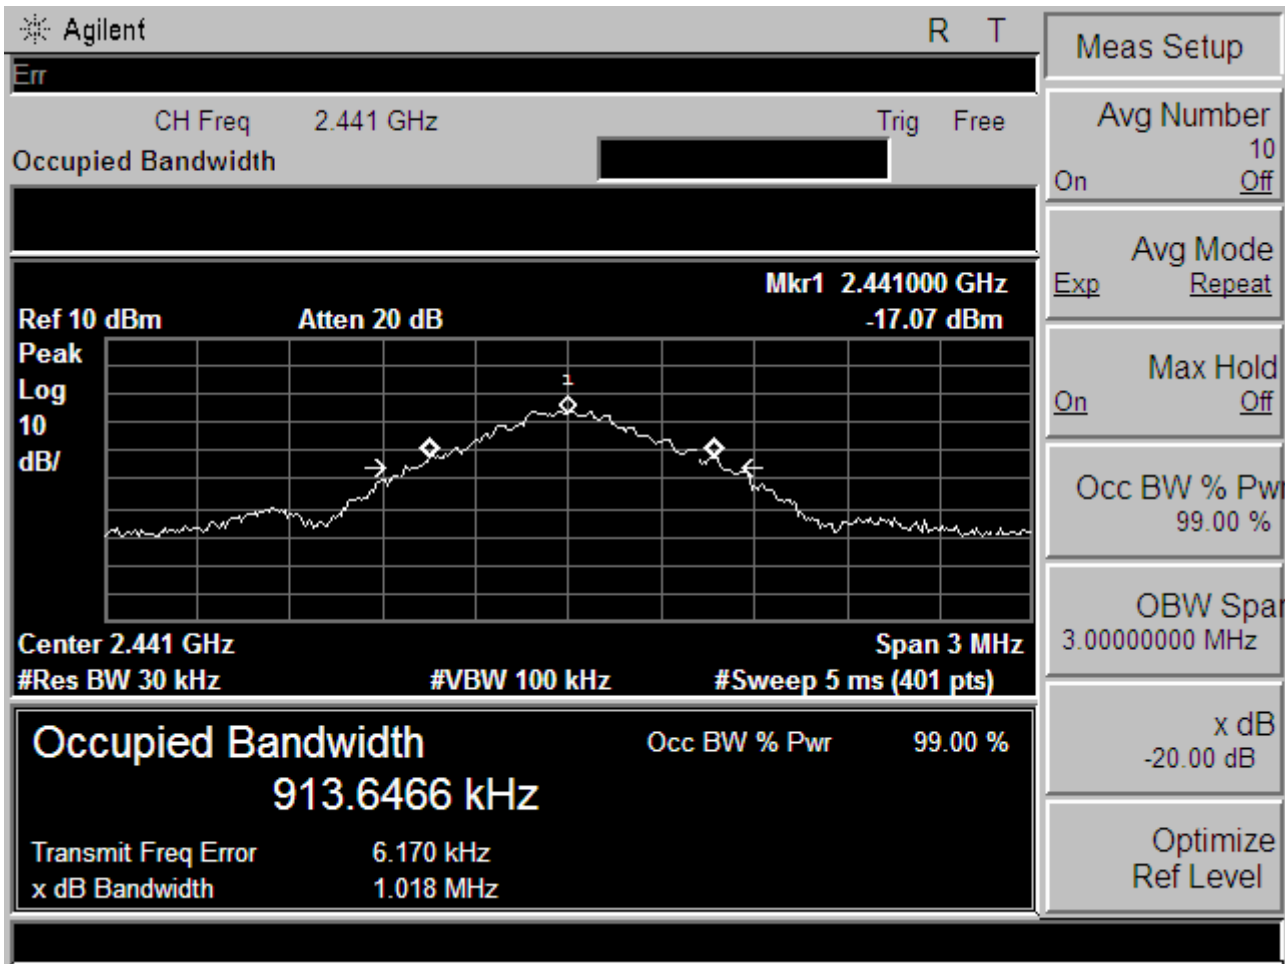 Agilent R T
Err
CH Freq 2.441 GHz Trig Free
Occupied Bandwidth
Mkr1 2.441000 GHz
Ref 10 dBm Atten 20 dB -17.07 dBm
Peak
Log
10
dB/
1
Center 2.441 GHz Span 3 MHz
#Res BW 30 kHz #VBW 100 kHz #Sweep 5 ms (401 pts)
Occupied Bandwidth Occ BW % Pwr 99.00 %
913.6466 kHz
Transmit Freq Error 6.170 kHz
x dB Bandwidth 1.018 MHz
Meas Setup
Avg Number
10
On Off
Avg Mode
Exp Repeat
Max Hold
On Off
Occ BW % Pwr
99.00 %
OBW Span
3.00000000 MHz
x dB
-20.00 dB
Optimize
Ref Level